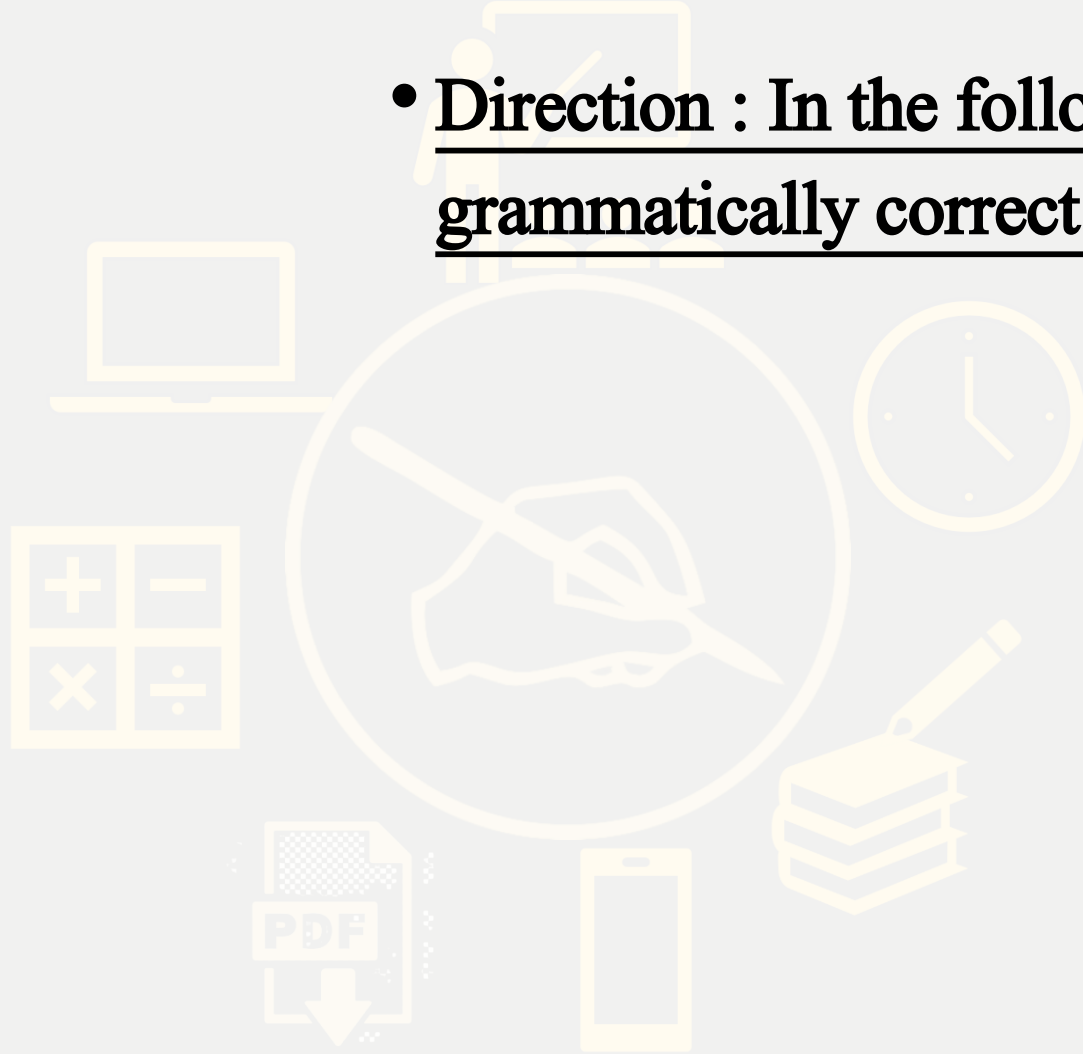 • Direction : In the follo
grammatically correct
PDF